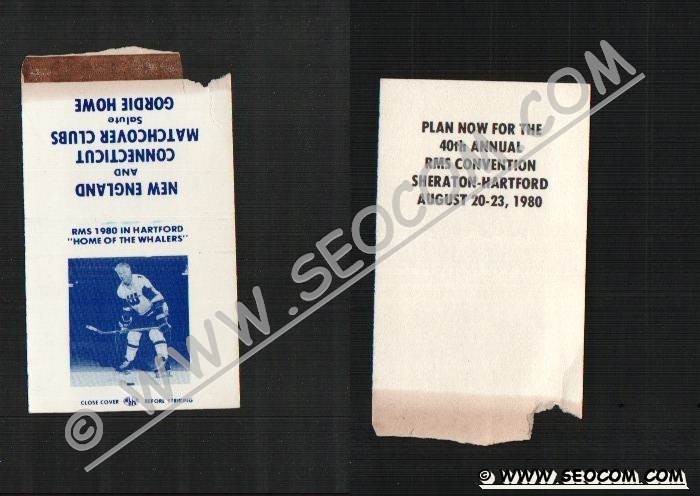 NEW ENGLAND
AND
CONNECTICUT
MATCHCOVER CLUBS
Salute
GORDIE HOWE
RMS 1980 IN HARTFORD
"HOME OF THE WHALERS"
CLOSE COVER BEFORE STRIKING
PLAN NOW FOR THE
40th ANNUAL
RMS CONVENTION
SHERATON-HARTFORD
AUGUST 20-23, 1980
© WWW.SEOCOM.COM
© WWW.SEOCOM.COM